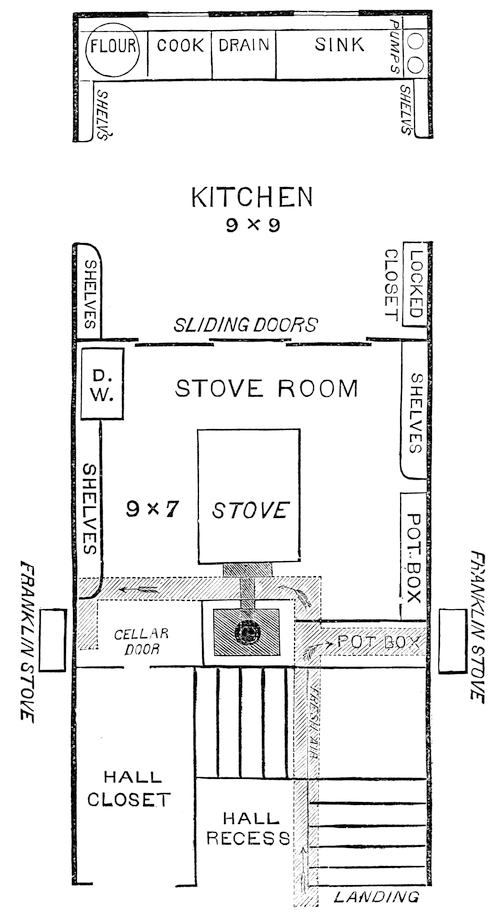 FLOUR
COOK
DRAIN
SINK
PUMPS
SHELV'S
SHELVS
KITCHEN
9 × 9
SHELVES
LOCKED
CLOSET
SLIDING DOORS
D.
W.
STOVE ROOM
SHELVES
SHELVES
9 × 7
STOVE
POT. BOX
FRANKLIN STOVE
FRANKLIN STOVE
CELLAR
DOOR
POT BOX
FRESH AIR
HALL
CLOSET
HALL
RECESS
LANDING